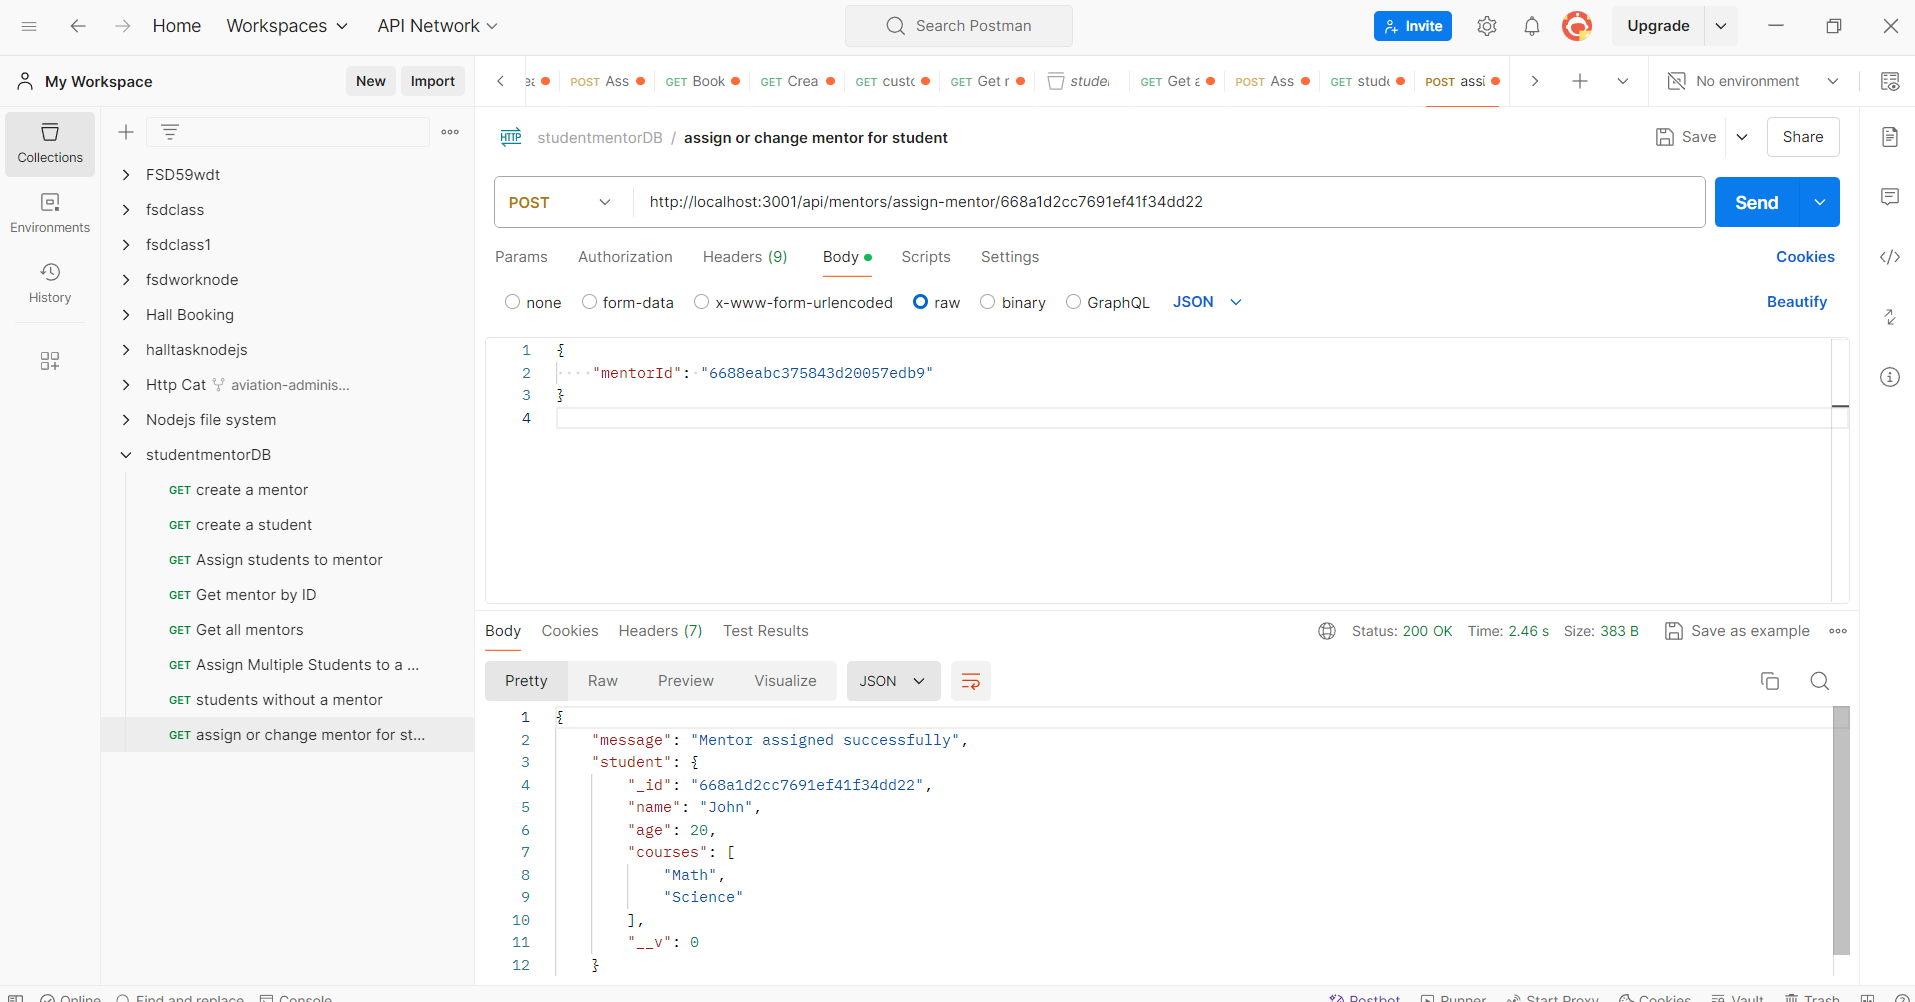 Home Workspaces API Network Search Postman Invite Upgrade
My Workspace New Import
POST Ass GET Book GET Crea GET custo GET Get r stude GET Get a POST Ass GET stude POST assi No environment
Collections
Environments
History
FSD59wdt
fsdclass
fsdclass1
fsdworknode
Hall Booking
halltasknodejs
Http Cat aviation-adminis...
Nodejs file system
studentmentorDB
GET create a mentor
GET create a student
GET Assign students to mentor
GET Get mentor by ID
GET Get all mentors
GET Assign Multiple Students to a ...
GET students without a mentor
GET assign or change mentor for st...
HTTP studentmentorDB / assign or change mentor for student Save Share
POST http://localhost:3001/api/mentors/assign-mentor/668a1d2cc7691ef41f34dd22 Send
Params Authorization Headers (9) Body Scripts Settings Cookies
none form-data x-www-form-urlencoded raw binary GraphQL JSON Beautify
1 {
2 "mentorId": "6688eabc375843d20057edb9"
3 }
4
Body Cookies Headers (7) Test Results Status: 200 OK Time: 2.46 s Size: 383 B Save as example
Pretty Raw Preview Visualize JSON
1 {
2 "message": "Mentor assigned successfully",
3 "student": {
4 "_id": "668a1d2cc7691ef41f34dd22",
5 "name": "John",
6 "age": 20,
7 "courses": [
8 "Math",
9 "Science"
10 ],
11 "__v": 0
12 }
Online Find and replace Console Postbot Runner Start Proxy Cookies Vault Trash